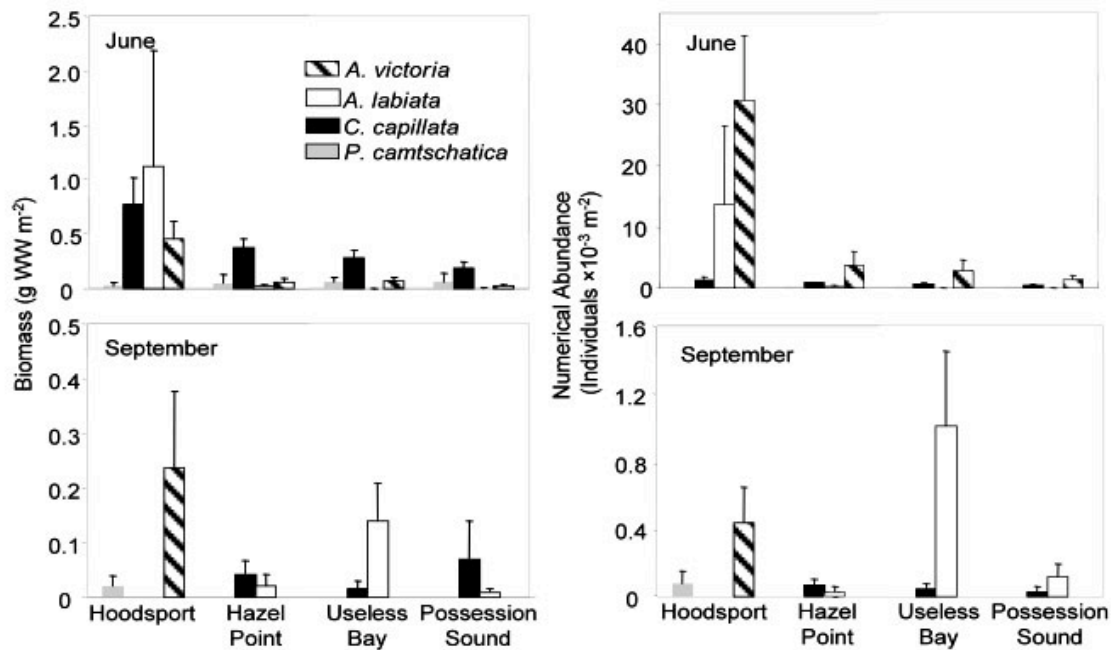 Biomass (g WW m⁻²)
2.5
2.0
1.5
1.0
0.5
0
June
A. victoria
A. labiata
C. capillata
P. camtschatica
0.5
0.4
0.3
0.2
0.1
0
September
Hoodsport
Hazel
Point
Useless
Bay
Possession
Sound
Numerical Abundance
(Individuals ×10⁻³ m⁻²)
40
30
20
10
0
June
1.6
1.2
0.8
0.4
0
September
Hoodsport
Hazel
Point
Useless
Bay
Possession
Sound